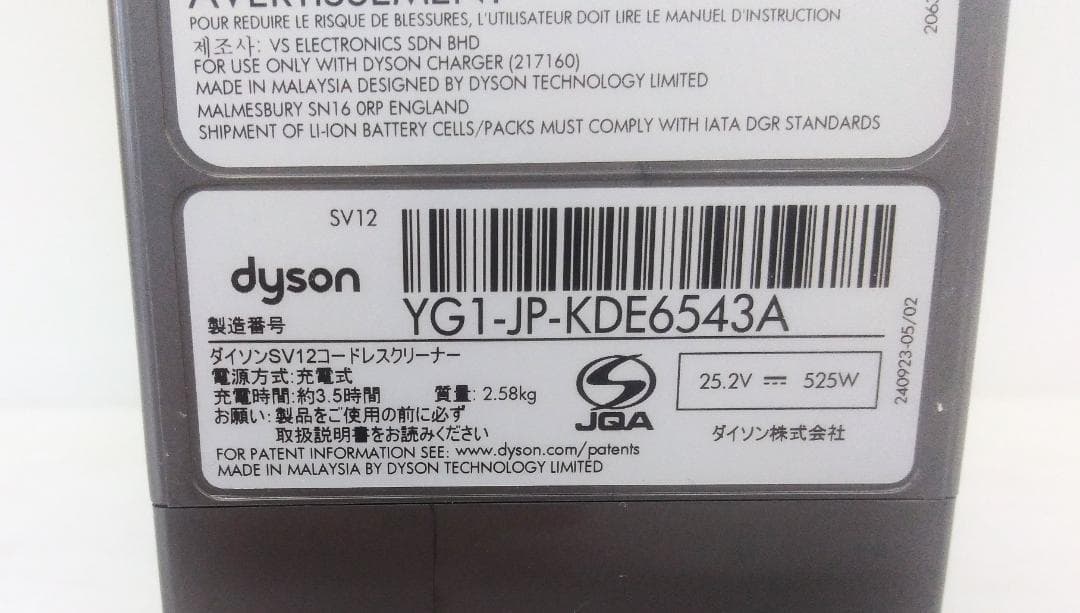 AVERTISSEMENT
POUR REDUIRE LE RISQUE DE BLESSURES, L'UTILISATEUR DOIT LIRE LE MANUEL D'INSTRUCTION
제조사: VS ELECTRONICS SDN BHD
FOR USE ONLY WITH DYSON CHARGER (217160)
MADE IN MALAYSIA DESIGNED BY DYSON TECHNOLOGY LIMITED
MALMESBURY SN16 0RP ENGLAND
SHIPMENT OF LI-ION BATTERY CELLS/PACKS MUST COMPLY WITH IATA DGR STANDARDS
SV12
dyson
製造番号
YG1-JP-KDE6543A
ダイソンSV12コードレスクリーナー
電源方式:充電式
充電時間:約3.5時間 質量: 2.58kg
お願い: 製品をご使用の前に必ず
取扱説明書をお読みください
FOR PATENT INFORMATION SEE: www.dyson.com/patents
MADE IN MALAYSIA BY DYSON TECHNOLOGY LIMITED
JQA
25.2V ⎓ 525W
ダイソン株式会社
240923-05/02